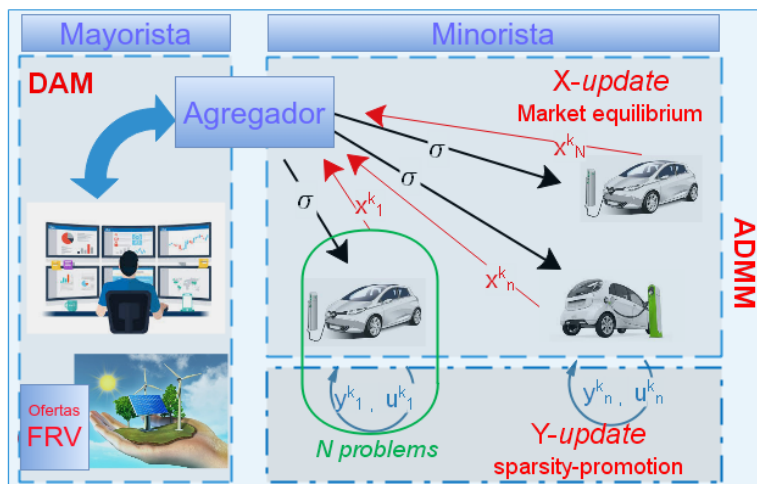 Mayorista
Minorista
DAM
Agregador
X-update
Market equilibrium
σ
σ
σ
x^k_N
x^k_1
x^k_n
ADMM
y^k_1 , u^k_1
y^k_n , u^k_n
Ofertas
FRV
N problems
Y-update
sparsity-promotion